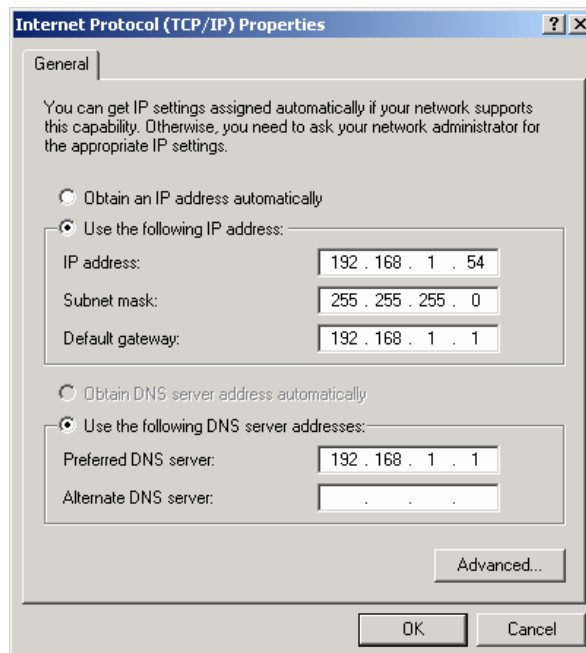 Internet Protocol (TCP/IP) Properties
General
You can get IP settings assigned automatically if your network supports
this capability. Otherwise, you need to ask your network administrator for
the appropriate IP settings.
Obtain an IP address automatically
Use the following IP address:
IP address: 192 . 168 . 1 . 54
Subnet mask: 255 . 255 . 255 . 0
Default gateway: 192 . 168 . 1 . 1
Obtain DNS server address automatically
Use the following DNS server addresses:
Preferred DNS server: 192 . 168 . 1 . 1
Alternate DNS server: . . .
Advanced...
OK Cancel